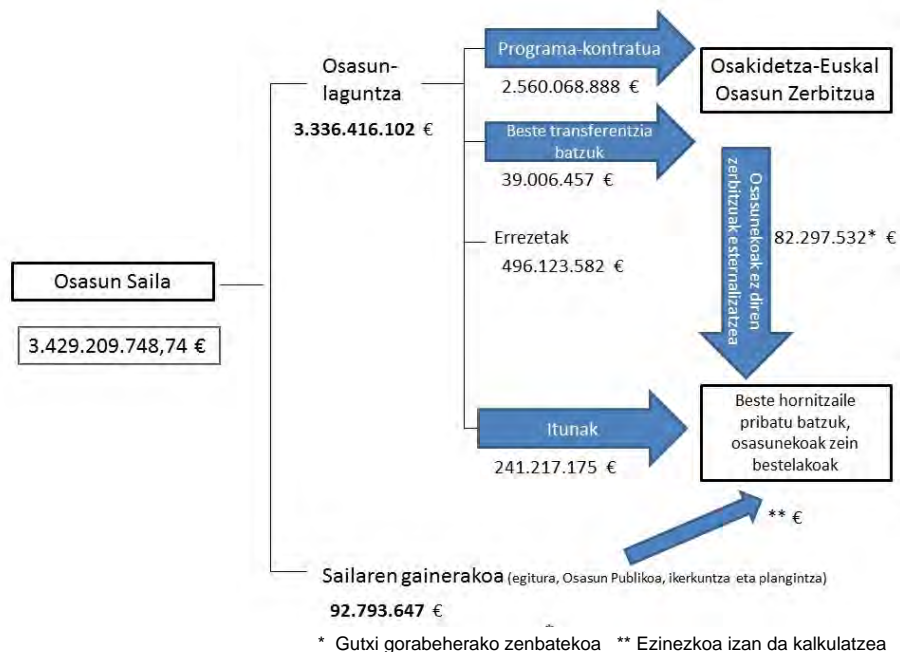 Programa-kontratua
2.560.068.888 €
Osakidetza-Euskal
Osasun Zerbitzua
Osasun-
laguntza
3.336.416.102 €
Beste transferentzia
batzuk
39.006.457 €
Osasunekoak ez diren
zerbitzuak esternalizatzea
82.297.532* €
Errezetak
496.123.582 €
Osasun Saila
3.429.209.748,74 €
Itunak
241.217.175 €
Beste hornitzaile
pribatu batzuk,
osasunekoak zein
bestelakoak
** €
Sailaren gainerakoa (egitura, Osasun Publikoa, ikerkuntza eta plangintza)
92.793.647 €
* Gutxi gorabeherako zenbatekoa ** Ezinezkoa izan da kalkulatzea